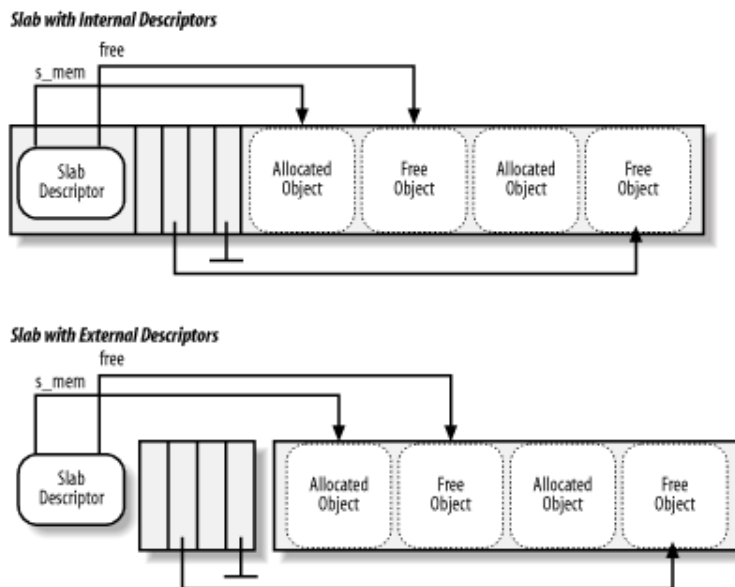 Slab with Internal Descriptors
free
s_mem
Slab
Descriptor
Allocated
Object
Free
Object
Allocated
Object
Free
Object
Slab with External Descriptors
free
s_mem
Slab
Descriptor
Allocated
Object
Free
Object
Allocated
Object
Free
Object